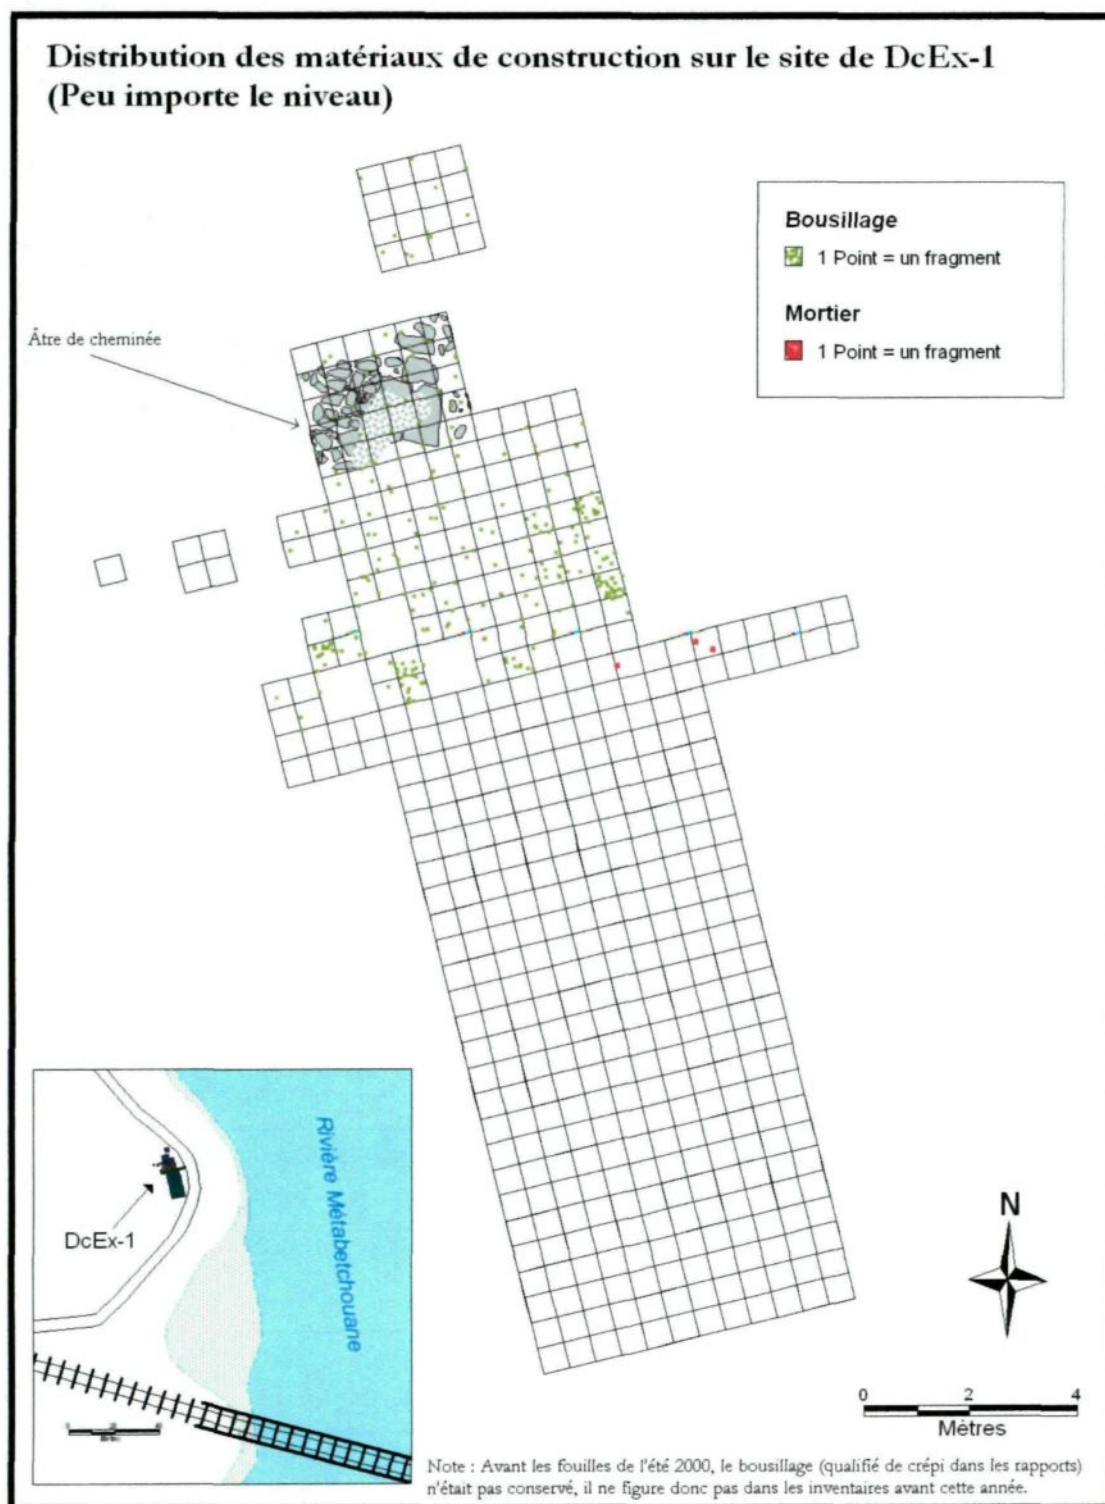 Distribution des matériaux de construction sur le site de DcEx-1
(Peu importe le niveau)
Bousillage
1 Point = un fragment
Mortier
1 Point = un fragment
Âtre de cheminée
Rivière Métabetchouane
DcEx-1
N
0 2 4
Mètres
Note : Avant les fouilles de l'été 2000, le bousillage (qualifié de crépi dans les rapports)
n'était pas conservé, il ne figure donc pas dans les inventaires avant cette année.